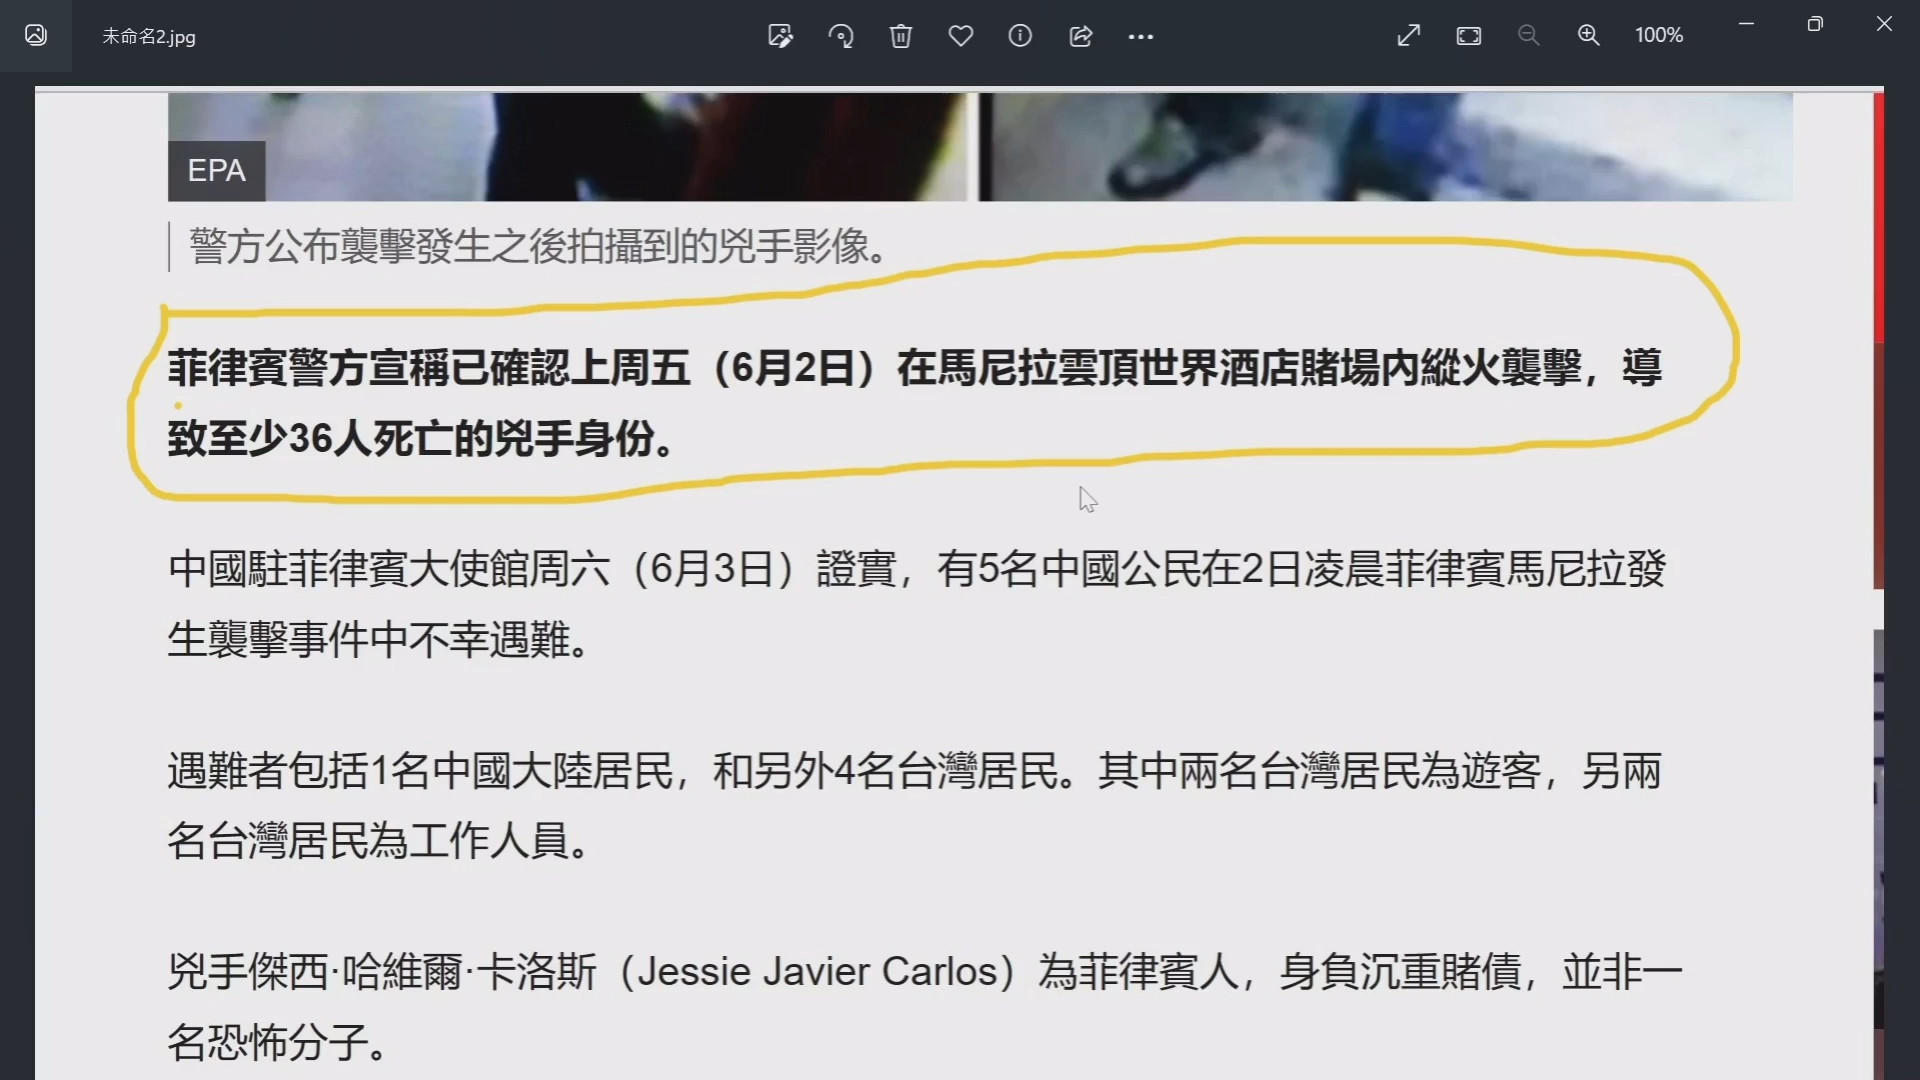 未命名2.jpg
100%
EPA
警方公布襲擊發生之後拍攝到的兇手影像。
菲律賓警方宣稱已確認上周五（6月2日）在馬尼拉雲頂世界酒店賭場內縱火襲擊，導
致至少36人死亡的兇手身份。
中國駐菲律賓大使館周六（6月3日）證實，有5名中國公民在2日凌晨菲律賓馬尼拉發
生襲擊事件中不幸遇難。
遇難者包括1名中國大陸居民，和另外4名台灣居民。其中兩名台灣居民為遊客，另兩
名台灣居民為工作人員。
兇手傑西·哈維爾·卡洛斯（Jessie Javier Carlos）為菲律賓人，身負沉重賭債，並非一
名恐怖分子。